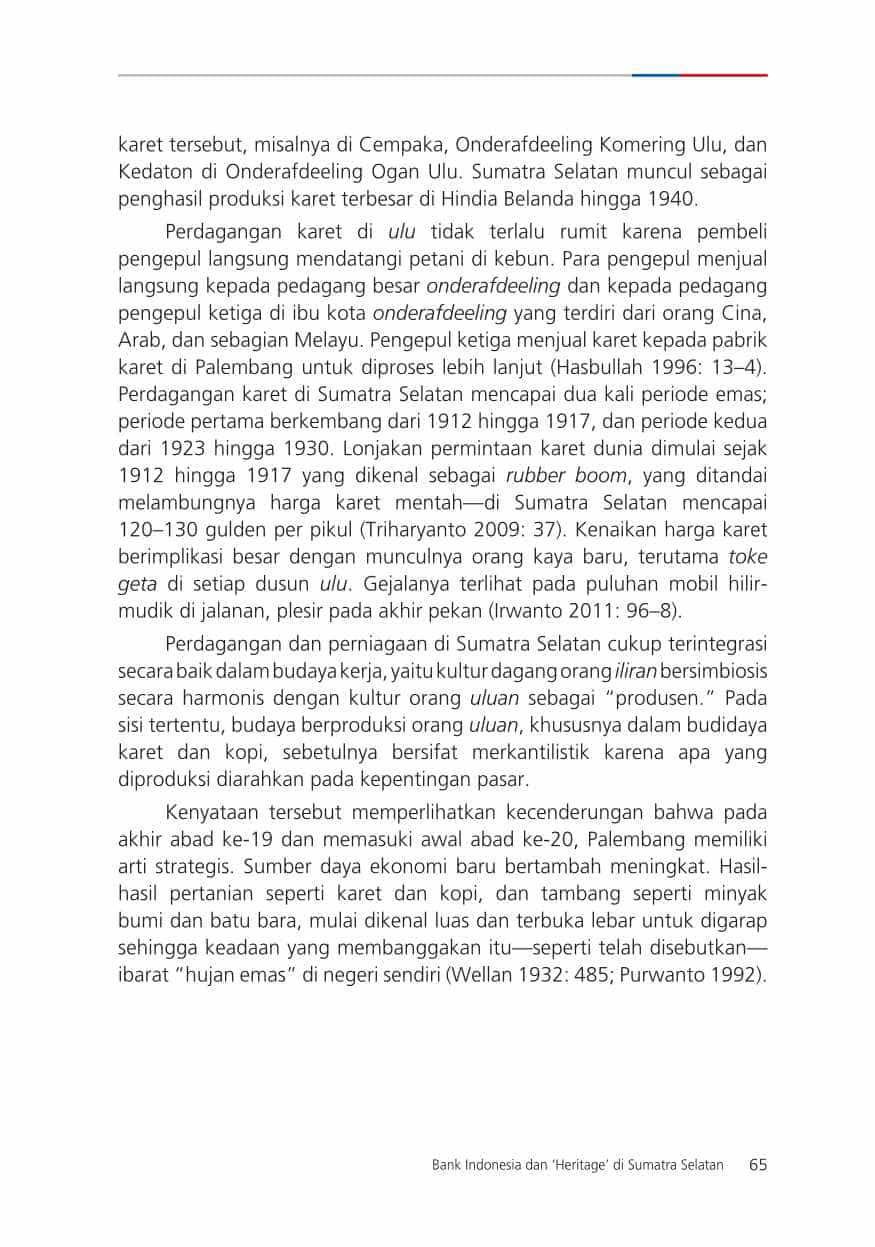 karet tersebut, misalnya di Cempaka, Onderafdeeling Komering Ulu, dan
Kedaton di Onderafdeeling Ogan Ulu. Sumatra Selatan muncul sebagai
penghasil produksi karet terbesar di Hindia Belanda hingga 1940.
Perdagangan karet di ulu tidak terlalu rumit karena pembeli
pengepul langsung mendatangi petani di kebun. Para pengepul menjual
langsung kepada pedagang besar onderafdeeling dan kepada pedagang
pengepul ketiga di ibu kota onderafdeeling yang terdiri dari orang Cina,
Arab, dan sebagian Melayu. Pengepul ketiga menjual karet kepada pabrik
karet di Palembang untuk diproses lebih lanjut (Hasbullah 1996: 13–4).
Perdagangan karet di Sumatra Selatan mencapai dua kali periode emas;
periode pertama berkembang dari 1912 hingga 1917, dan periode kedua
dari 1923 hingga 1930. Lonjakan permintaan karet dunia dimulai sejak
1912 hingga 1917 yang dikenal sebagai rubber boom, yang ditandai
melambungnya harga karet mentah—di Sumatra Selatan mencapai
120–130 gulden per pikul (Triharyanto 2009: 37). Kenaikan harga karet
berimplikasi besar dengan munculnya orang kaya baru, terutama toke
geta di setiap dusun ulu. Gejalanya terlihat pada puluhan mobil hilir-
mudik di jalanan, plesir pada akhir pekan (Irwanto 2011: 96–8).
Perdagangan dan perniagaan di Sumatra Selatan cukup terintegrasi
secara baik dalam budaya kerja, yaitu kultur dagang orang iliran bersimbiosis
secara harmonis dengan kultur orang uluan sebagai “produsen.” Pada
sisi tertentu, budaya berproduksi orang uluan, khususnya dalam budidaya
karet dan kopi, sebetulnya bersifat merkantilistik karena apa yang
diproduksi diarahkan pada kepentingan pasar.
Kenyataan tersebut memperlihatkan kecenderungan bahwa pada
akhir abad ke-19 dan memasuki awal abad ke-20, Palembang memiliki
arti strategis. Sumber daya ekonomi baru bertambah meningkat. Hasil-
hasil pertanian seperti karet dan kopi, dan tambang seperti minyak
bumi dan batu bara, mulai dikenal luas dan terbuka lebar untuk digarap
sehingga keadaan yang membanggakan itu—seperti telah disebutkan—
ibarat “hujan emas” di negeri sendiri (Wellan 1932: 485; Purwanto 1992).
Bank Indonesia dan ‘Heritage’ di Sumatra Selatan 65